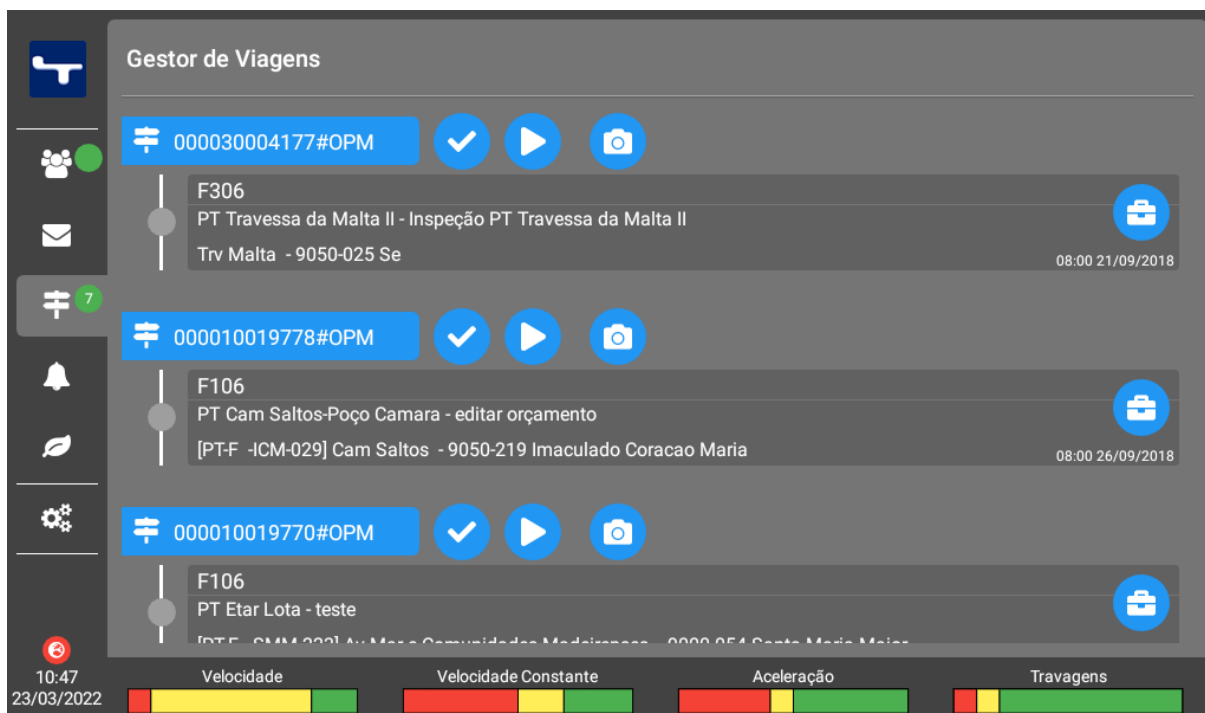 Gestor de Viagens
000030004177#OPM
F306
PT Travessa da Malta II - Inspeção PT Travessa da Malta II
Trv Malta - 9050-025 Se
08:00 21/09/2018
7
000010019778#OPM
F106
PT Cam Saltos-Poço Camara - editar orçamento
[PT-F -ICM-029] Cam Saltos - 9050-219 Imaculado Coracao Maria
08:00 26/09/2018
000010019770#OPM
F106
PT Etar Lota - teste
10:47
23/03/2022
Velocidade
Velocidade Constante
Aceleração
Travagens